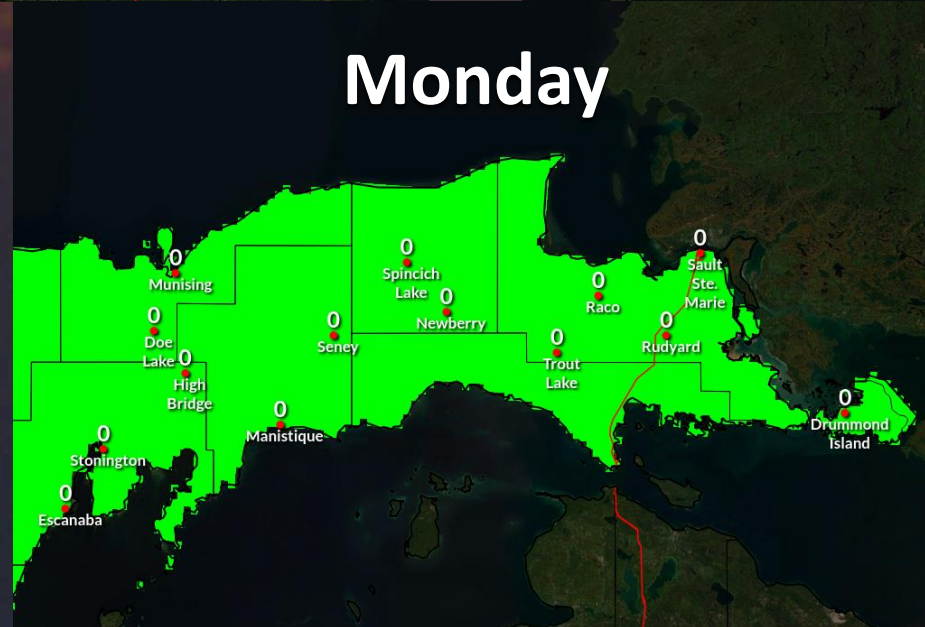 Monday
0
Sault
Ste.
Marie
0
Spincich
Lake
0
Munising
0
Raco
0
Newberry
0
Doe
Lake
0
Seney
0
Rudyard
0
Trout
Lake
0
High
Bridge
0
Drummond
Island
0
Manistique
0
Stonington
0
Escanaba